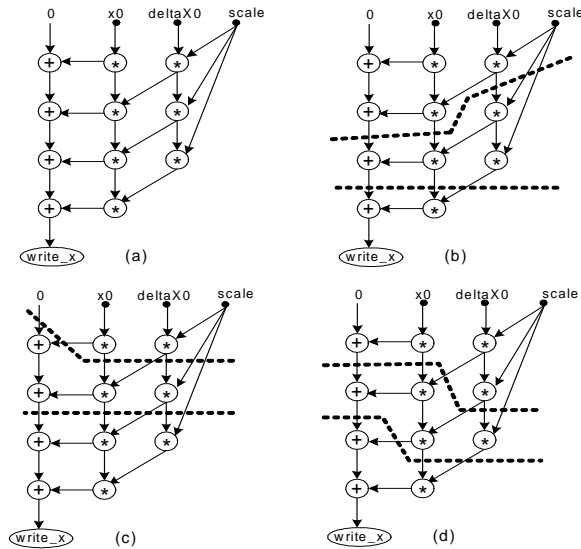 0 x0 deltaX0 scale
0 x0 deltaX0 scale
+ * *
+ * *
+ * *
+ * *
+ * *
+ * *
+ *
+ *
write_x (a)
write_x (b)
0 x0 deltaX0 scale
0 x0 deltaX0 scale
+ * *
+ * *
+ * *
+ * *
+ * *
+ * *
+ *
+ *
write_x (c)
write_x (d)